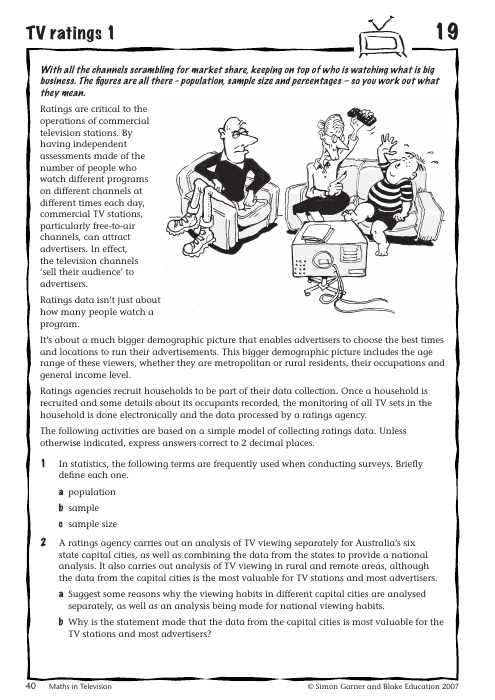 TV ratings 1
19
With all the channels scrambling for market share, keeping on top of who is watching what is big
business. The figures are all there - population, sample size and percentages – so you work out what
they mean.
Ratings are critical to the
operations of commercial
television stations. By
having independent
assessments made of the
number of people who
watch different programs
on different channels at
different times each day,
commercial TV stations,
particularly free-to-air
channels, can attract
advertisers. In effect,
the television channels
‘sell their audience’ to
advertisers.
Ratings data isn’t just about
how many people watch a
program.
It’s about a much bigger demographic picture that enables advertisers to choose the best times
and locations to run their advertisements. This bigger demographic picture includes the age
range of these viewers, whether they are metropolitan or rural residents, their occupations and
general income level.
Ratings agencies recruit households to be part of their data collection. Once a household is
recruited and some details about its occupants recorded, the monitoring of all TV sets in the
household is done electronically and the data processed by a ratings agency.
The following activities are based on a simple model of collecting ratings data. Unless
otherwise indicated, express answers correct to 2 decimal places.
1 In statistics, the following terms are frequently used when conducting surveys. Briefly
define each one.
a population
b sample
c sample size
2 A ratings agency carries out an analysis of TV viewing separately for Australia’s six
state capital cities, as well as combining the data from the states to provide a national
analysis. It also carries out analysis of TV viewing in rural and remote areas, although
the data from the capital cities is the most valuable for TV stations and most advertisers.
a Suggest some reasons why the viewing habits in different capital cities are analysed
separately, as well as an analysis being made for national viewing habits.
b Why is the statement made that the data from the capital cities is most valuable for the
TV stations and most advertisers?
40 Maths in Television
© Simon Garner and Blake Education 2007